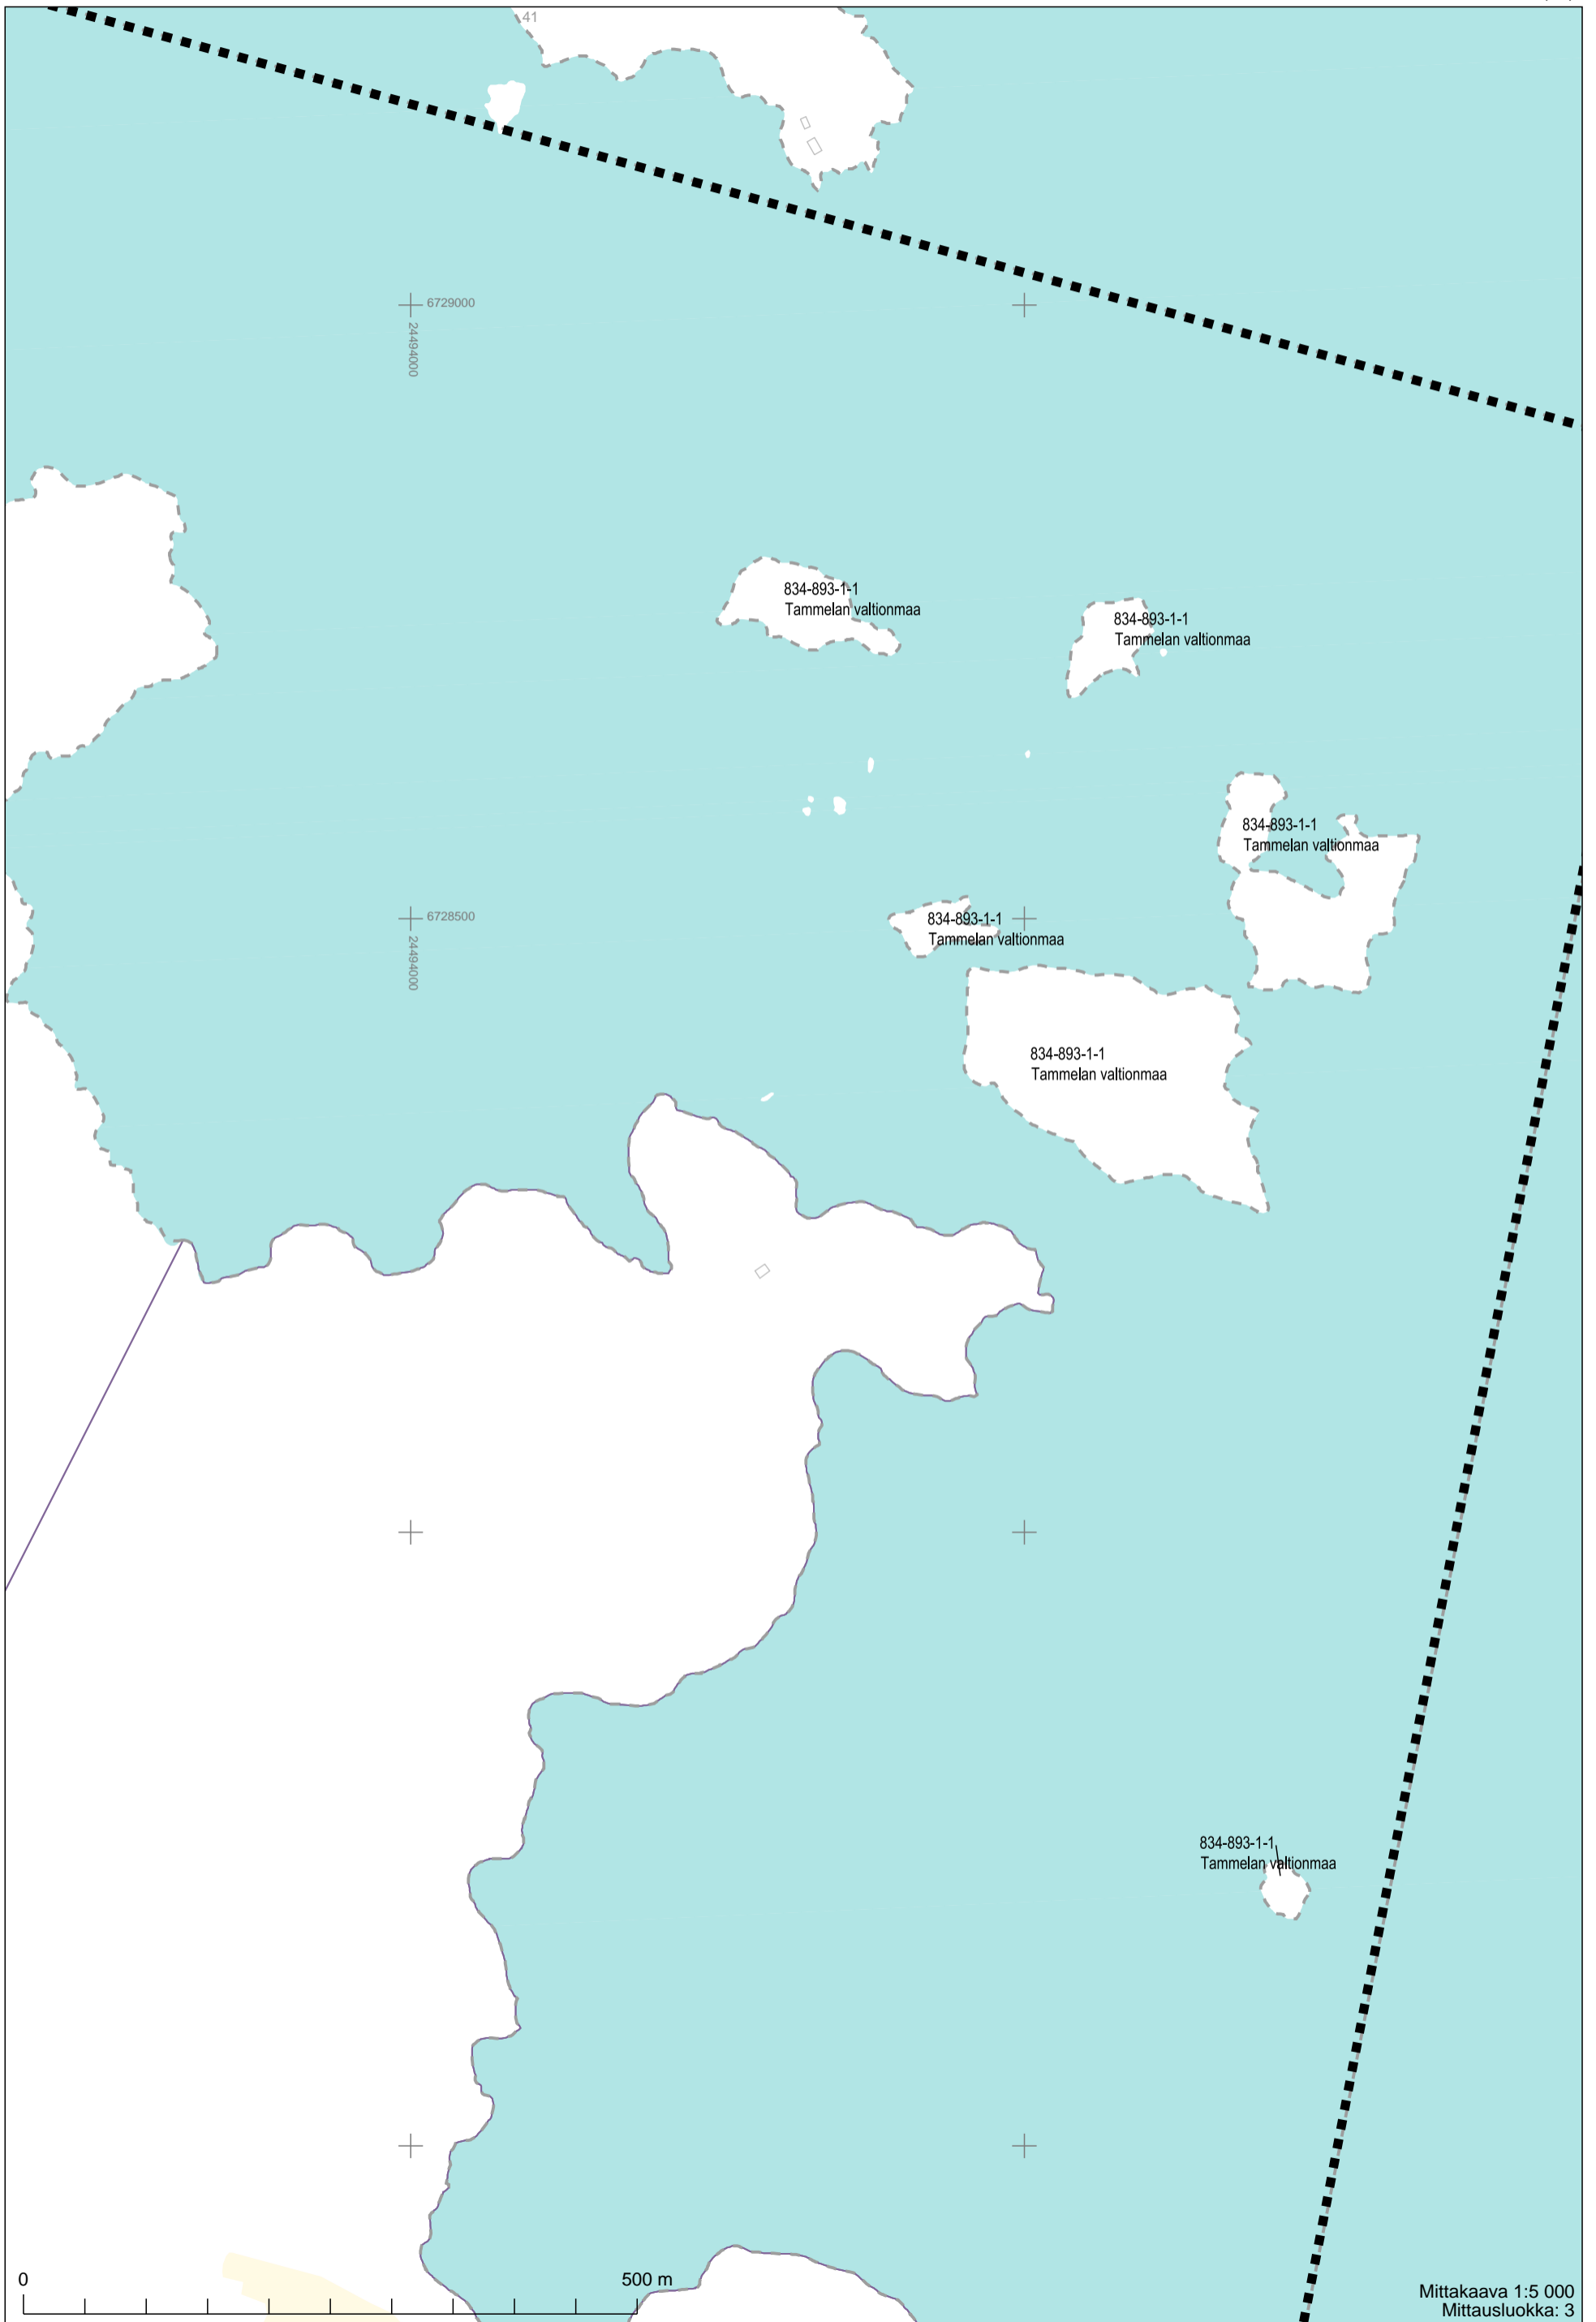 41
6729000
24494000
834-893-1-1
Tammelan valtionmaa
834-893-1-1
Tammelan valtionmaa
834-893-1-1
Tammelan valtionmaa
6728500
24494000
834-893-1-1
Tammelan valtionmaa
834-893-1-1
Tammelan valtionmaa
834-893-1-1
Tammelan valtionmaa
0
500 m
Mittakaava 1:5 000
Mittausluokka: 3